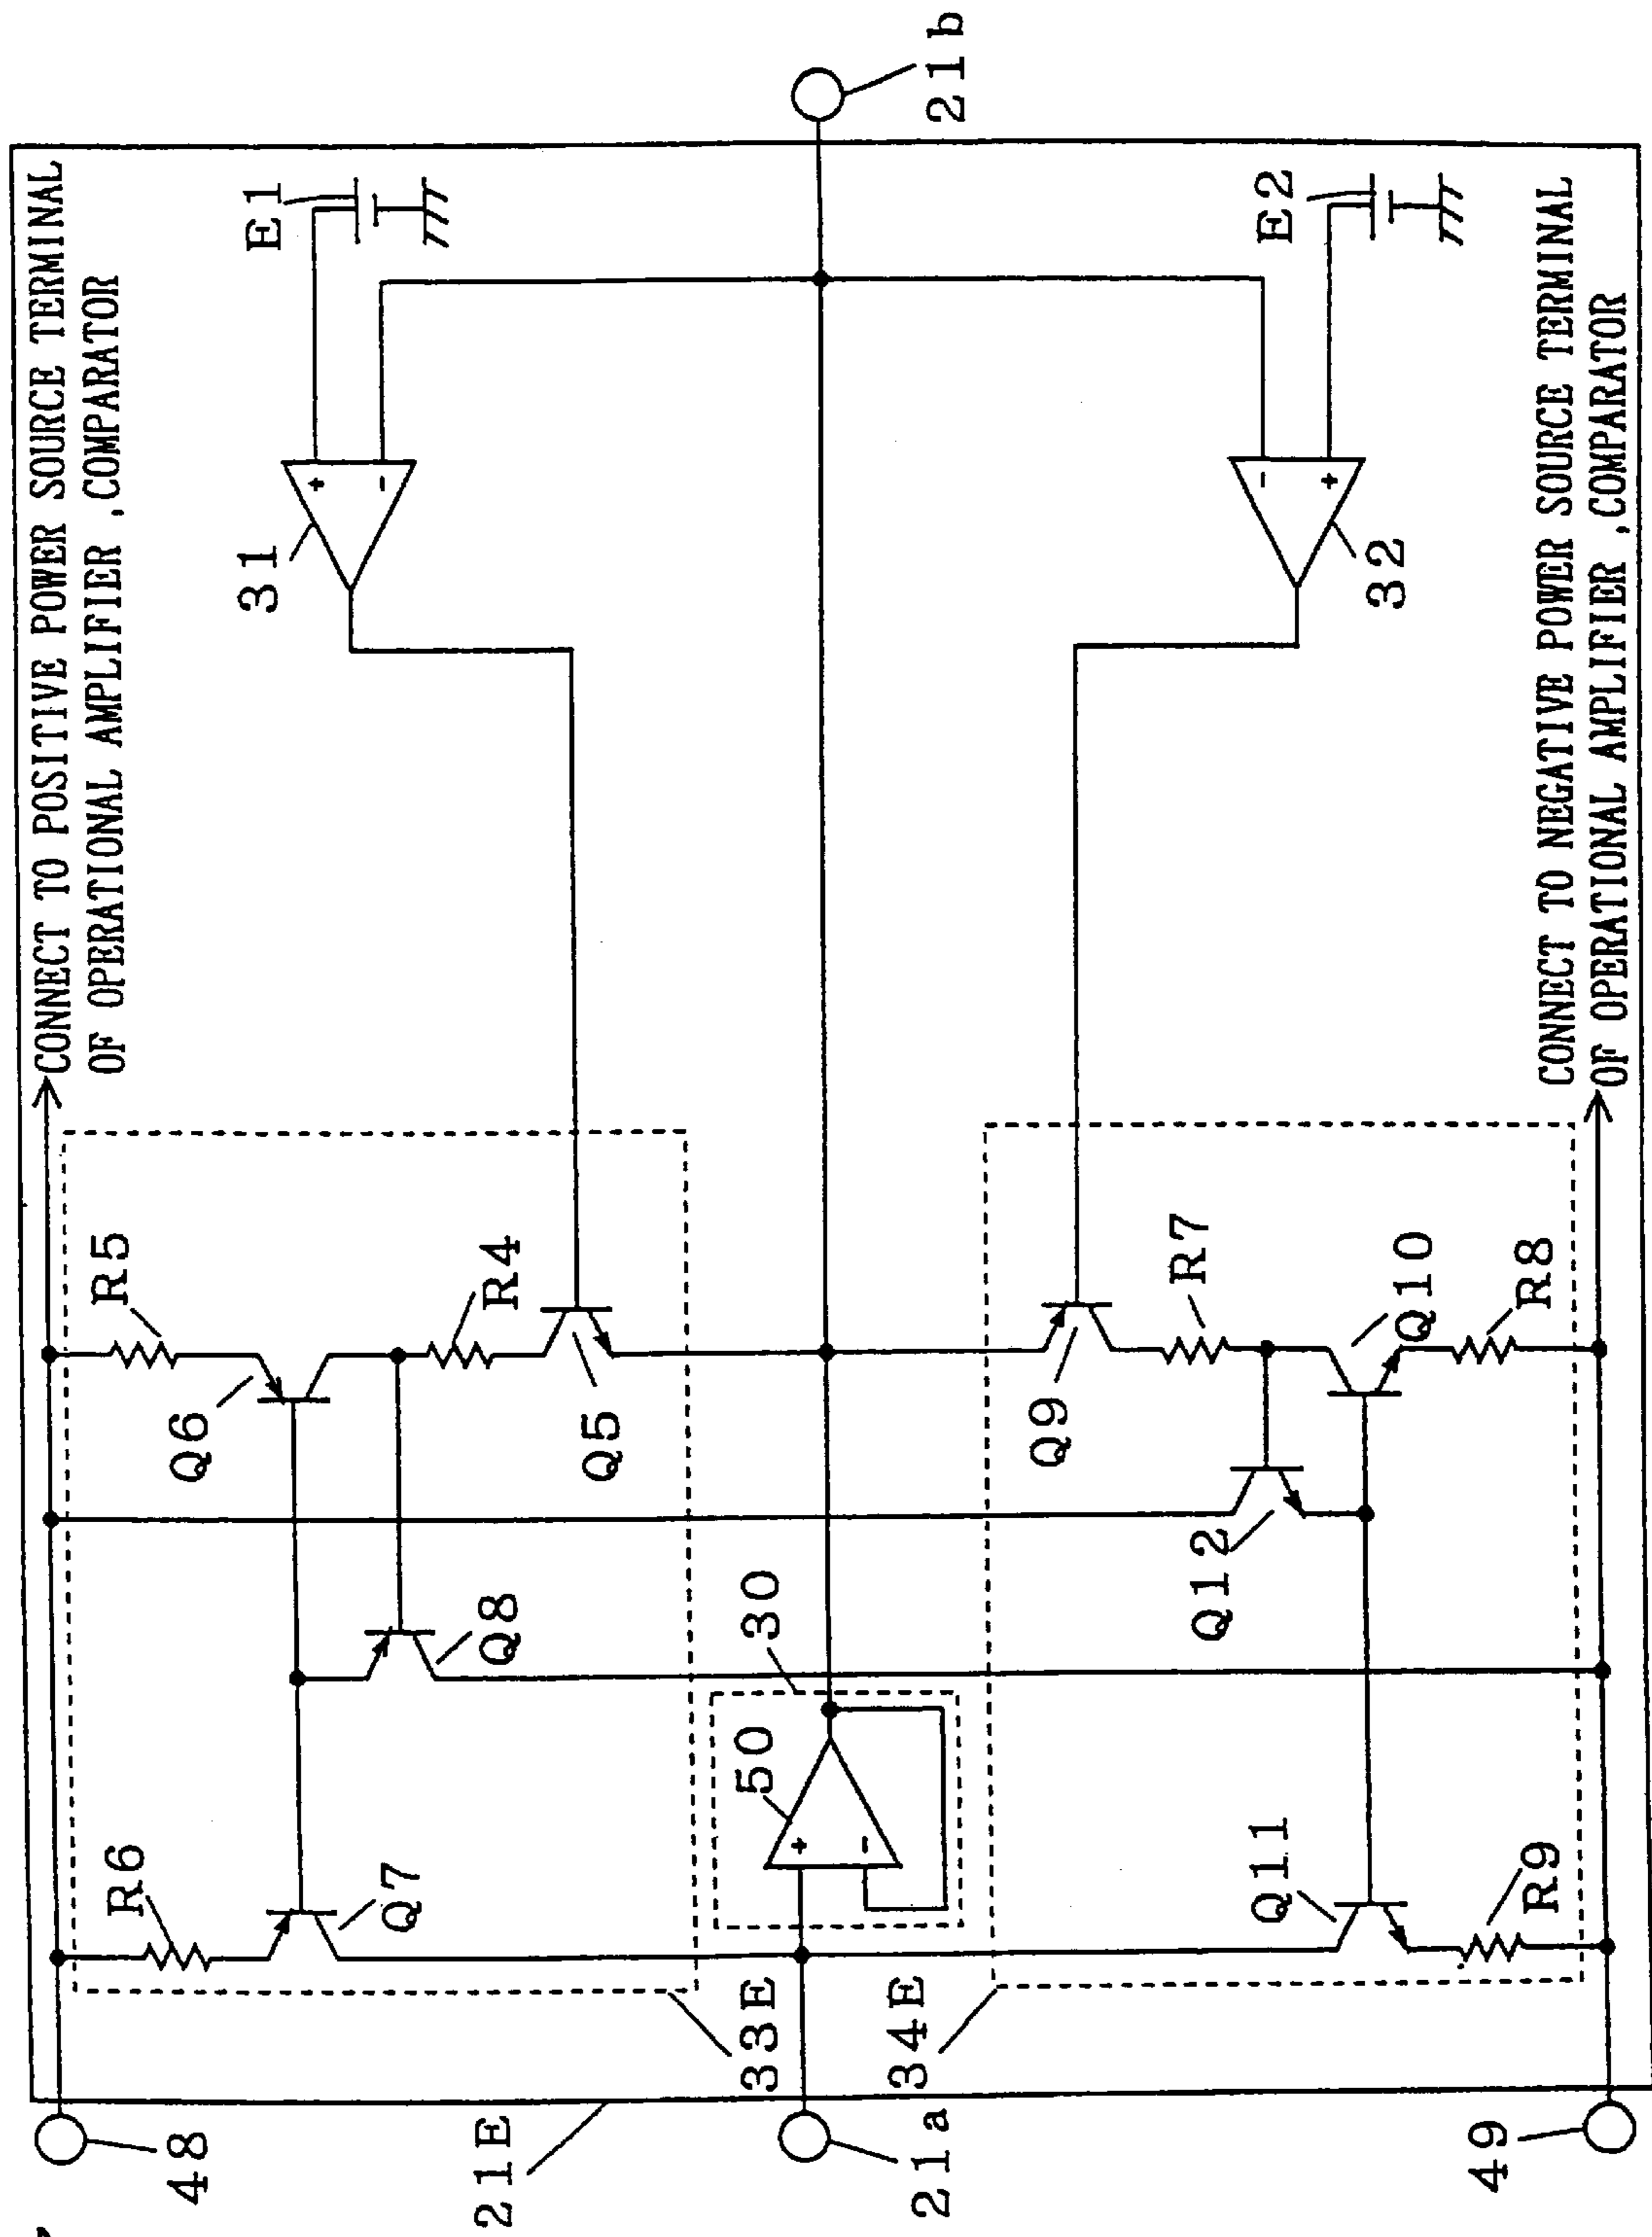 CONNECT TO POSITIVE POWER SOURCE TERMINAL
OF OPERATIONAL AMPLIFIER ,COMPARATOR
48
R6
R5
E1
Q6
Q7
Q8
R4
31
+
-
Q5
33E
21E
50
30
+
-
21a
21b
34E
Q9
R7
Q12
Q10
32
-
+
E2
Q11
R9
R8
49
CONNECT TO NEGATIVE POWER SOURCE TERMINAL
OF OPERATIONAL AMPLIFIER ,COMPARATOR